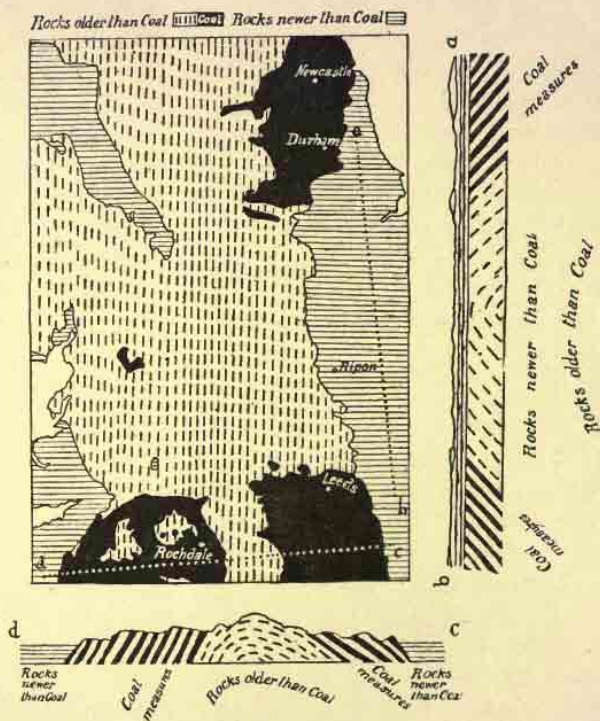 Rocks older than Coal Coal Rocks newer than Coal
Newcastle
Durham
a
Ripon
Leeds
b
Rochdale
d
c
a
Coal
measures
Rocks newer than Coal
Rocks older than Coal
Coal
measures
b
d
c
Rocks
newer
than Coal
Coal
measures
Rocks older than Coal
Coal
measures
Rocks
newer
than Coal